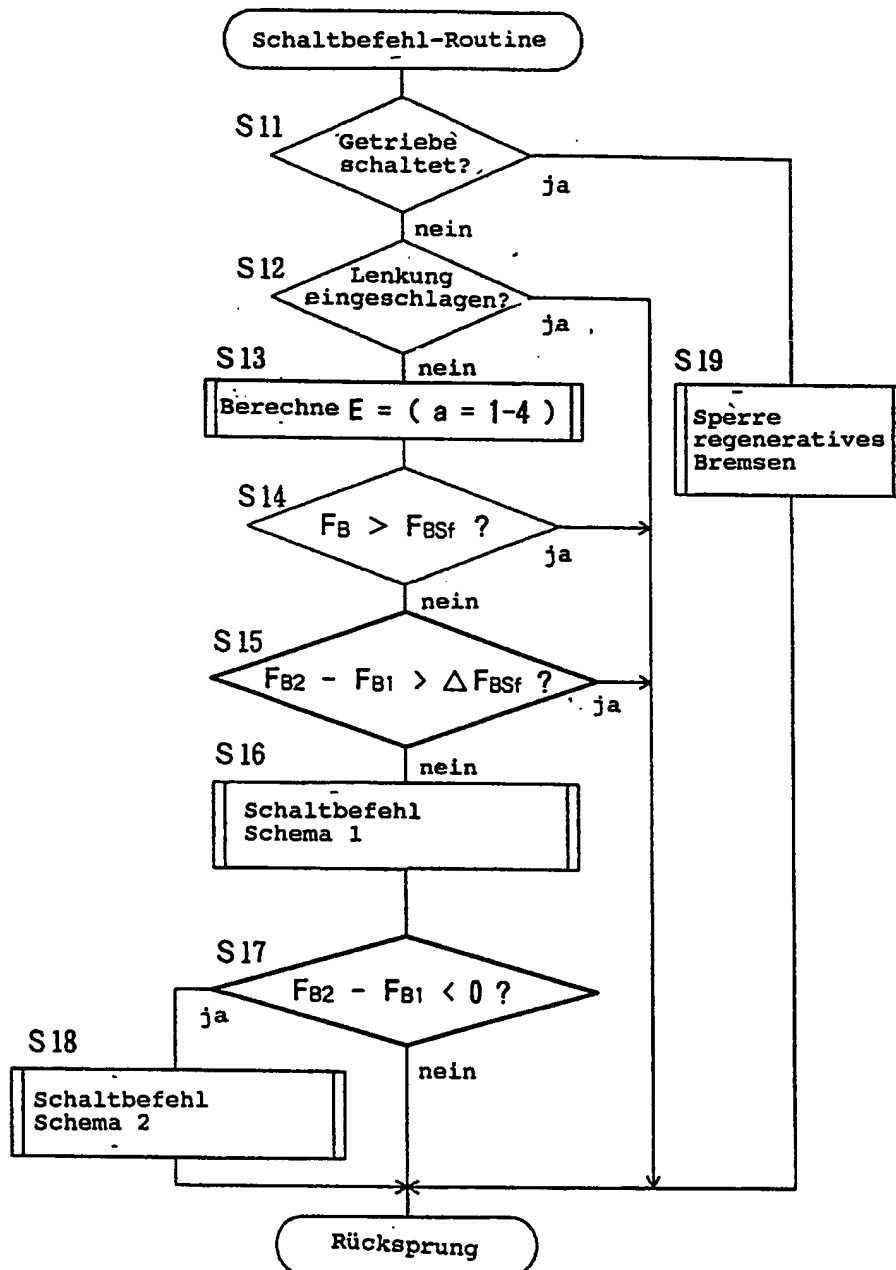 Schaltbefehl-Routine
S11
Getriebe
schaltet?
ja
nein
S12
Lenkung
eingeschlagen?
ja
nein
S13
Berechne E = ( a = 1-4 )
S19
Sperre
regeneratives
Bremsen
S14
FB > FBSf ?
ja
nein
S15
FB2 - FB1 > △ FBSf ?
ja
nein
S16
Schaltbefehl
Schema 1
S17
FB2 - FB1 < 0 ?
ja
nein
S18
Schaltbefehl
Schema 2
Rücksprung